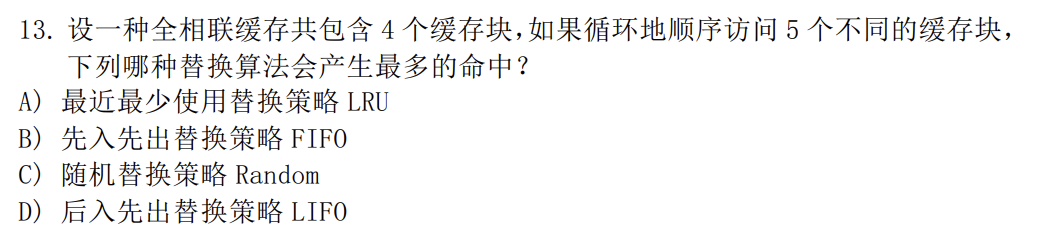 13. 设一种全相联缓存共包含 4 个缓存块,如果循环地顺序访问 5 个不同的缓存块,
下列哪种替换算法会产生最多的命中?
A) 最近最少使用替换策略 LRU
B) 先入先出替换策略 FIFO
C) 随机替换策略 Random
D) 后入先出替换策略 LIFO